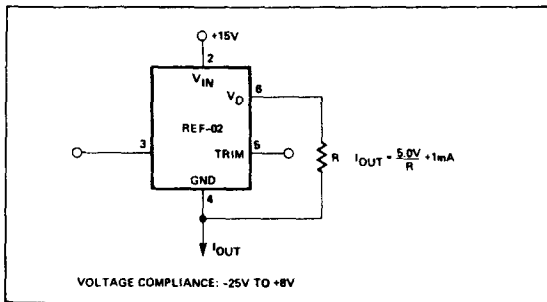 +15V
2
VIN
6
VO
REF-02
3
5
TRIM
R
IOUT = 5.0V/R + 1mA
GND
4
IOUT
VOLTAGE COMPLIANCE: -25V TO +8V